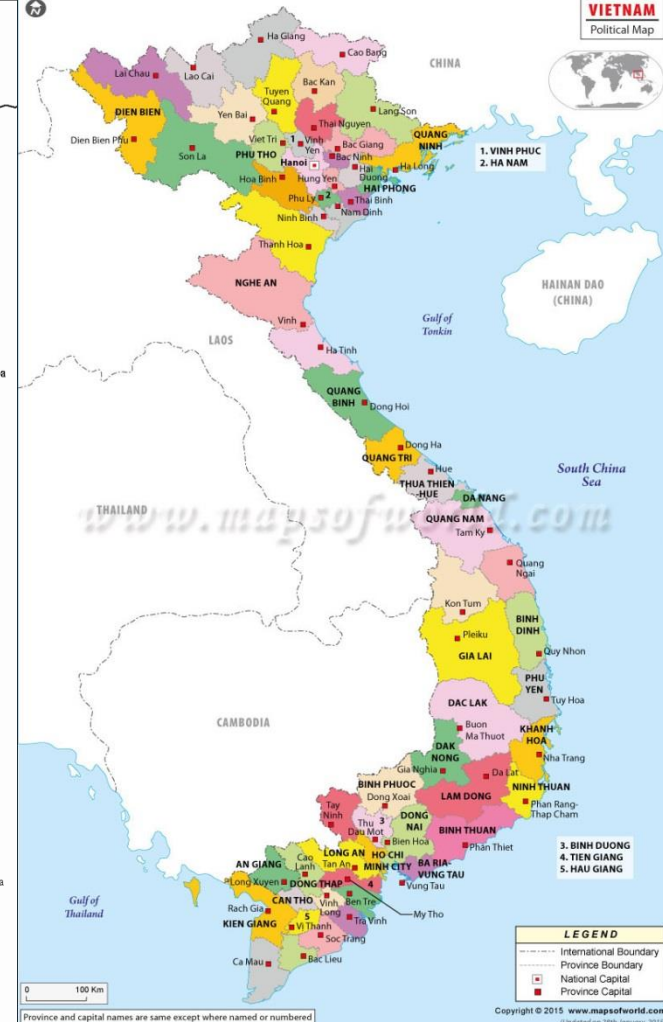 VIETNAM
Political Map
Ha Giang
Cao Bang
CHINA
Lai Chau
Lao Cai
Bac Kan
Tuyen
Quang
DIEN BIEN
Lang Son
Yen Bai
Thai Nguyen
QUANG
NINH
Dien Bien Phu
Viet Tri
1
Vinh
Yen
Bac Giang
Son La
PHU THO
Bac Ninh
Hanoi
Hai
Duong
Ha Long
1. VINH PHUC
2. HA NAM
Hoa Binh
Hung Yen
HAI PHONG
Phu Ly
2
Thai Binh
Nam Dinh
Ninh Binh
Thanh Hoa
NGHE AN
HAINAN DAO
(CHINA)
Vinh
Gulf of
Tonkin
LAOS
Ha Tinh
QUANG
BINH
Dong Hoi
Dong Ha
QUANG TRI
Hue
THUA THIEN
HUE
South China
Sea
DA NANG
THAILAND
www.mapsofworld.com
QUANG NAM
Tam Ky
Quang
Ngai
Kon Tum
BINH
DINH
Pleiku
GIA LAI
Quy Nhon
PHU
YEN
DAC LAK
Tuy Hoa
CAMBODIA
Buon
Ma Thuot
KHANH
HOA
DAK
NONG
Nha Trang
Gia Nghia
Da Lat
BINH PHUOC
NINH THUAN
LAM DONG
Dong Xoai
Tay
Ninh
Phan Rang-
Thap Cham
Thu
Dau Mot
3
DONG
NAI
BINH THUAN
Bien Hoa
Phan Thiet
3. BINH DUONG
4. TIEN GIANG
5. HAU GIANG
AN GIANG
Cao
Lanh
LONG AN
Tan An
HO CHI
MINH CITY
BA RIA-
VUNG TAU
Long Xuyen
DONG THAP
4
Vung Tau
Gulf of
Thailand
Rach Gia
CAN THO
Vinh
Long
Ben Tre
My Tho
KIEN GIANG
5
Vi Thanh
Tra Vinh
Soc Trang
Ca Mau
Bac Lieu
LEGEND
International Boundary
Province Boundary
National Capital
Province Capital
0 100 Km
Province and capital names are same except where named or numbered
Copyright © 2015 www.mapsofworld.com